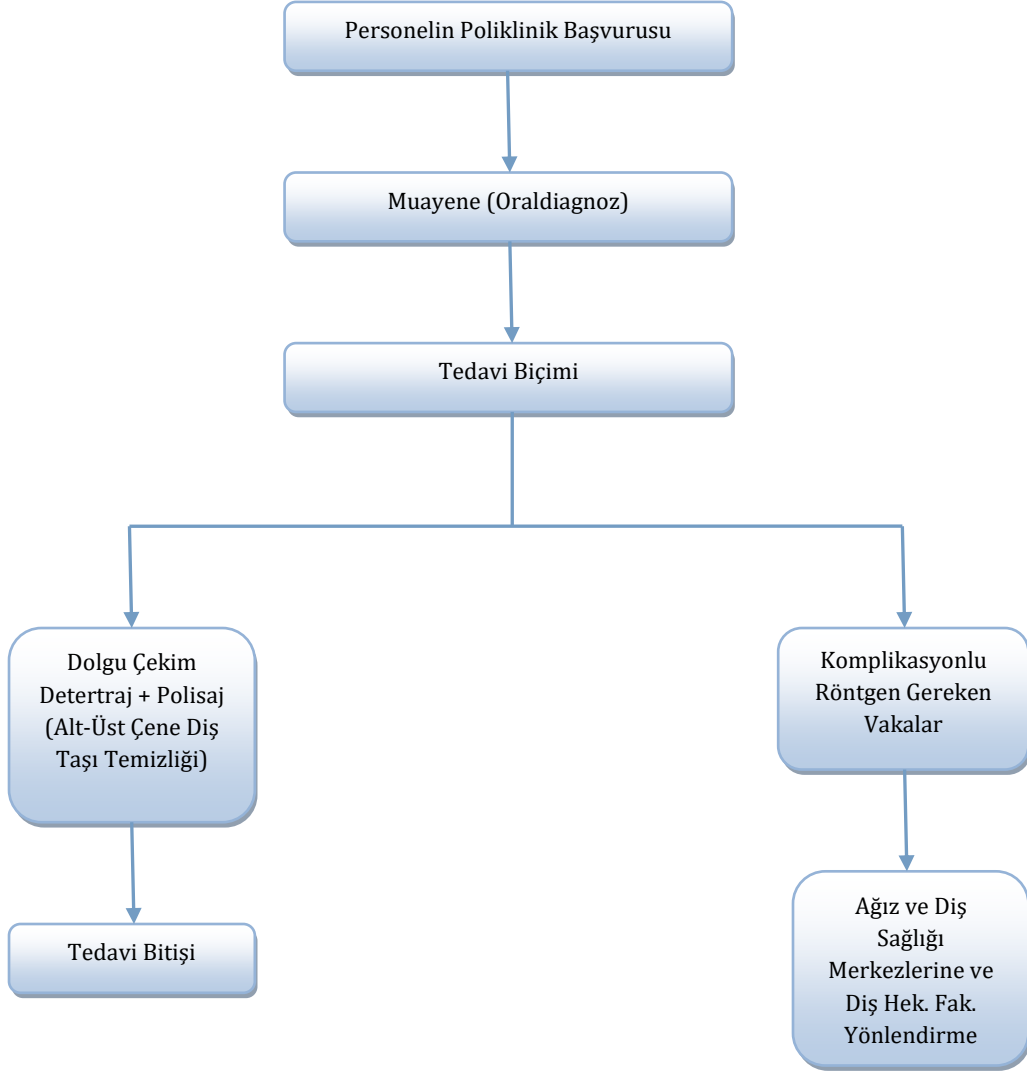 Personelin Poliklinik Başvurusu
Muayene (Oraldiagnoz)
Tedavi Biçimi
Dolgu Çekim
Detertraj + Polisaj
(Alt-Üst Çene Diş
Taşı Temizliği)
Komplikasyonlu
Röntgen Gereken
Vakalar
Tedavi Bitişi
Ağız ve Diş
Sağlığı
Merkezlerine ve
Diş Hek. Fak.
Yönlendirme